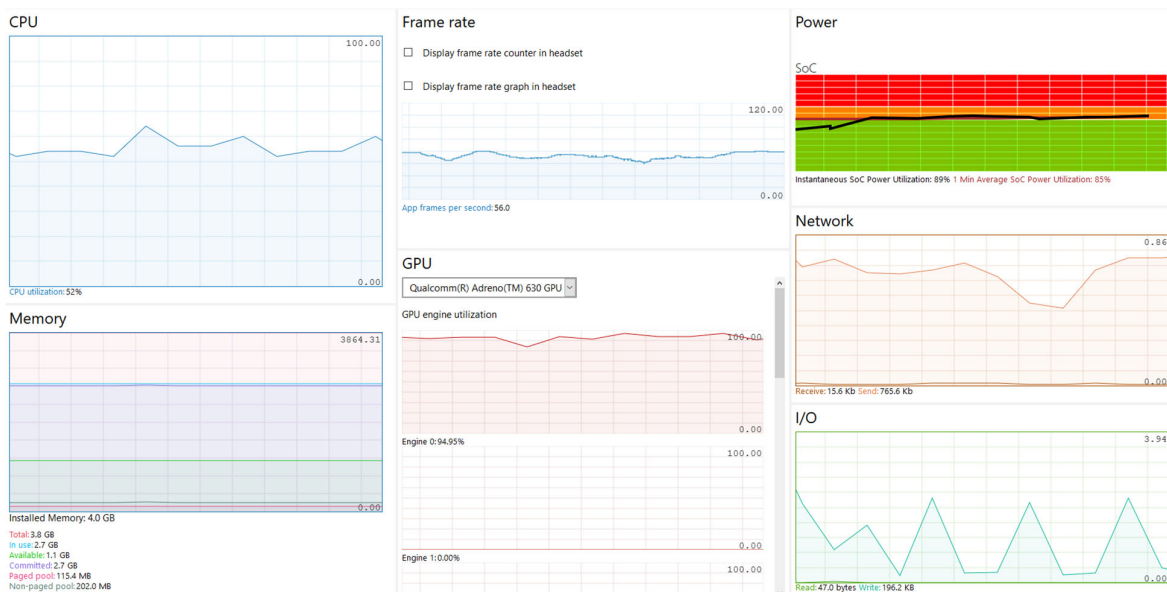 CPU
100.00
0.00
CPU utilization: 52%
Memory
3864.31
0.00
Installed Memory: 4.0 GB
Total: 3.8 GB
In use: 2.7 GB
Available: 1.1 GB
Committed: 2.7 GB
Paged pool: 115.4 MB
Non-paged pool: 202.0 MB
Frame rate
Display frame rate counter in headset
Display frame rate graph in headset
120.00
0.00
App frames per second: 56.0
GPU
Qualcomm(R) Adreno(TM) 630 GPU
GPU engine utilization
100.00
0.00
Engine 0: 94.95%
100.00
0.00
Engine 1: 0.00%
100.00
Power
SoC
Instantaneous SoC Power Utilization: 89% 1 Min Average SoC Power Utilization: 85%
Network
0.86
0.00
Receive: 15.6 Kb Send: 765.6 Kb
I/O
3.94
0.00
Read: 47.0 bytes Write: 196.2 KB